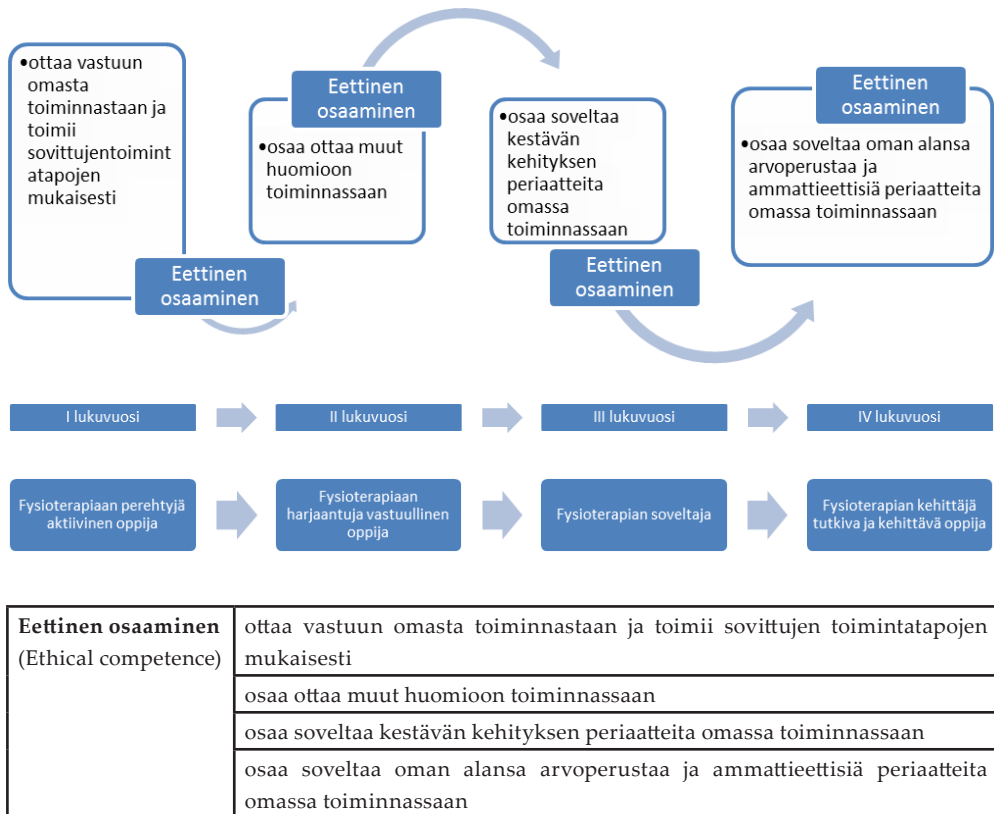 •ottaa vastuun
omasta
toiminnastaan ja
toimii
sovittujentoimint
atapojen
mukaisesti
Eettinen
osaaminen
Eettinen
osaaminen
•osaa ottaa muut
huomioon
toiminnassaan
•osaa soveltaa
kestävän
kehityksen
periaatteita
omassa
toiminnassaan
Eettinen
osaaminen
Eettinen
osaaminen
•osaa soveltaa oman alansa
arvoperustaa ja
ammattieettisiä periaatteita
omassa toiminnassaan
I lukuvuosi
II lukuvuosi
III lukuvuosi
IV lukuvuosi
Fysioterapiaan perehtyjä
aktiivinen oppija
Fysioterapiaan
harjaantuja vastuullinen
oppija
Fysioterapian soveltaja
Fysioterapian kehittäjä
tutkiva ja kehittävä oppija
Eettinen osaaminen
(Ethical competence)
ottaa vastuun omasta toiminnastaan ja toimii sovittujen toimintatapojen
mukaisesti
osaa ottaa muut huomioon toiminnassaan
osaa soveltaa kestävän kehityksen periaatteita omassa toiminnassaan
osaa soveltaa oman alansa arvoperustaa ja ammattieettisiä periaatteita
omassa toiminnassaan